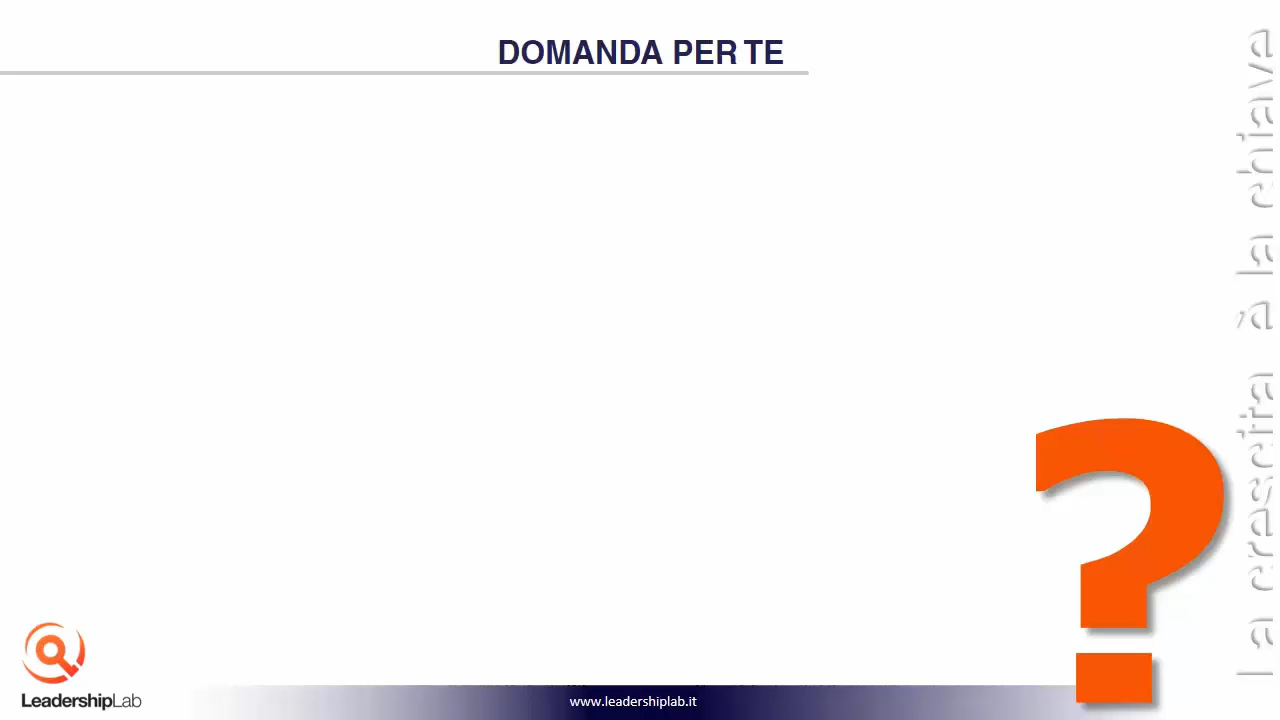 DOMANDA PER TE
La crescita è la chiave
?
LeadershipLab
www.leadershiplab.it